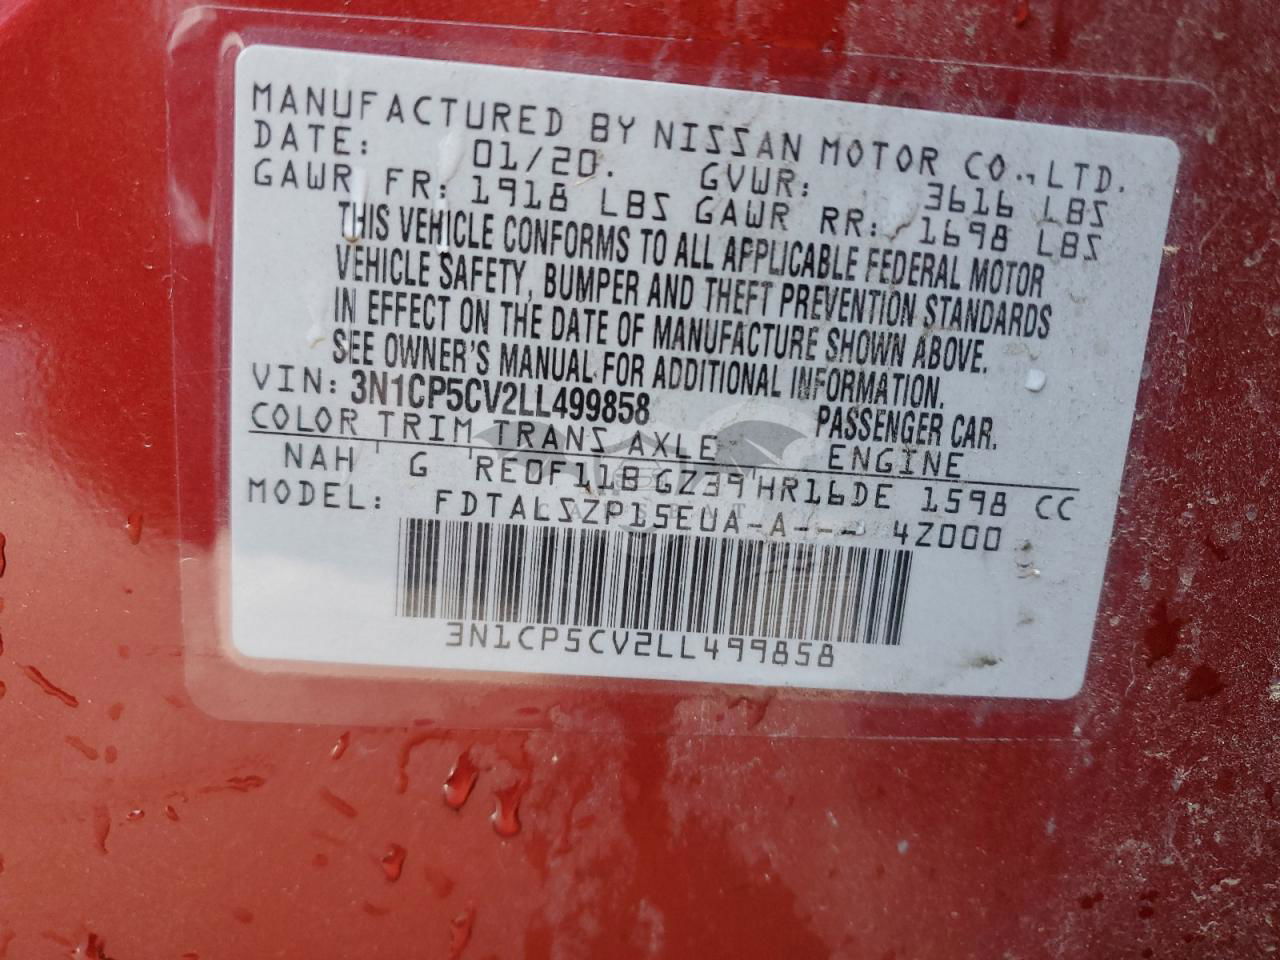 MANUFACTURED BY NISSAN MOTOR CO.,LTD.
DATE: 01/20. GVWR: 3616 LBS
GAWR FR: 1918 LBS GAWR RR: 1698 LBS
THIS VEHICLE CONFORMS TO ALL APPLICABLE FEDERAL MOTOR
VEHICLE SAFETY, BUMPER AND THEFT PREVENTION STANDARDS
IN EFFECT ON THE DATE OF MANUFACTURE SHOWN ABOVE.
SEE OWNER'S MANUAL FOR ADDITIONAL INFORMATION.
VIN: 3N1CP5CV2LL499858 PASSENGER CAR.
COLOR TRIM TRANS AXLE ENGINE
NAH G RE0F11B GZ39 HR16DE 1598 CC
MODEL: FDTALSZP15EUA-A--- 4Z000
3N1CP5CV2LL499858